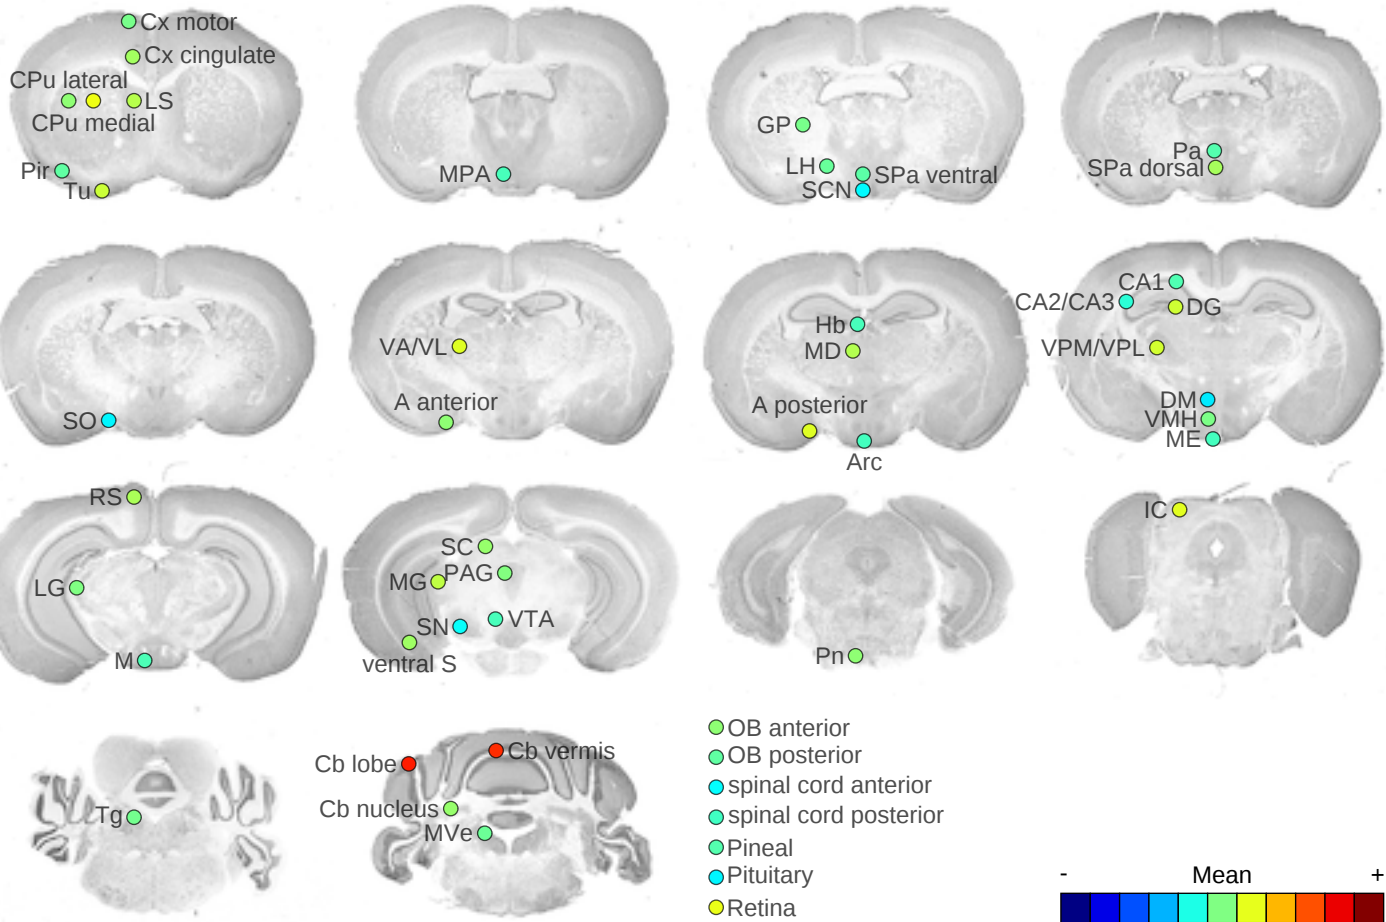 Cx motor
Cx cingulate
CPu lateral
LS
CPu medial
Pir
Tu
MPA
GP
LH
SPa ventral
SCN
Pa
SPa dorsal
SO
VA/VL
A anterior
Hb
MD
A posterior
Arc
CA1
CA2/CA3
DG
VPM/VPL
DM
VMH
ME
RS
LG
M
SC
PAG
MG
SN
VTA
ventral S
Pn
IC
Tg
Cb lobe
Cb vermis
Cb nucleus
MVe
OB anterior
OB posterior
spinal cord anterior
spinal cord posterior
Pineal
Pituitary
Retina
- Mean +